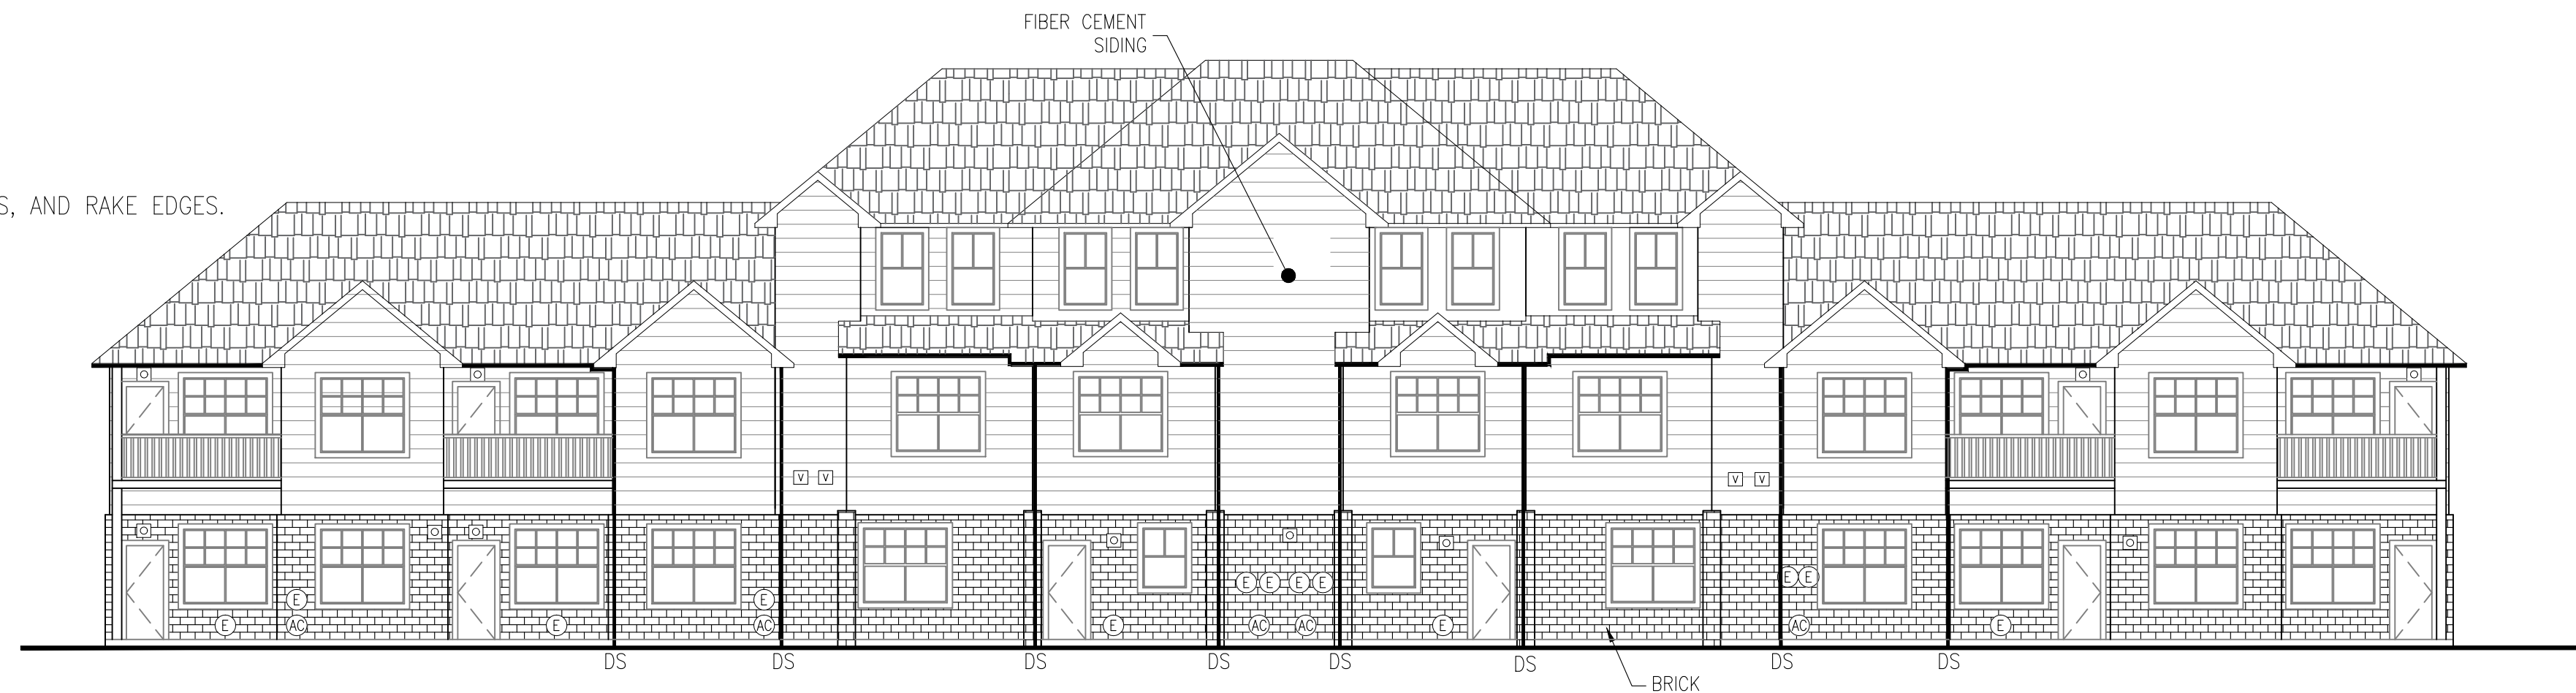 FIBER CEMENT
SIDING
S, AND RAKE EDGES.
V V
V V
E E E E
E E
E E
AC AC AC AC AC
E E E E E
DS DS DS DS DS DS DS DS
BRICK